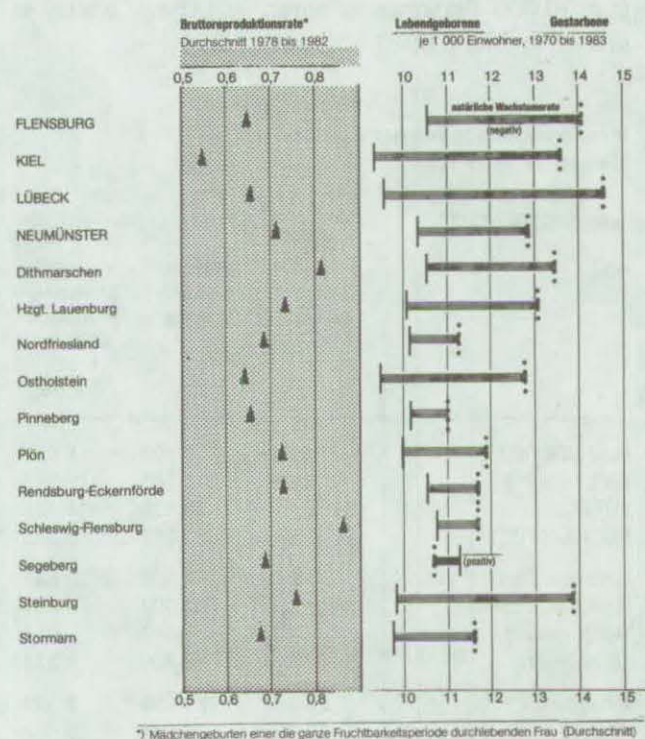 Bruttoreproduktionsrate*
Durchschnitt 1978 bis 1982
0,5 0,6 0,7 0,8
Lebendgeborene Gestorbene
je 1 000 Einwohner, 1970 bis 1983
10 11 12 13 14 15
natürliche Wachstumsrate
(negativ)
FLENSBURG
KIEL
LÜBECK
NEUMÜNSTER
Dithmarschen
Hzgt. Lauenburg
Nordfriesland
Ostholstein
Pinneberg
Plön
Rendsburg-Eckernförde
Schleswig-Flensburg
Segeberg
(positiv)
Steinburg
Stormarn
0,5 0,6 0,7 0,8
10 11 12 13 14 15
*) Mädchengeburten einer die ganze Fruchtbarkeitsperiode durchlebenden Frau (Durchschnitt)